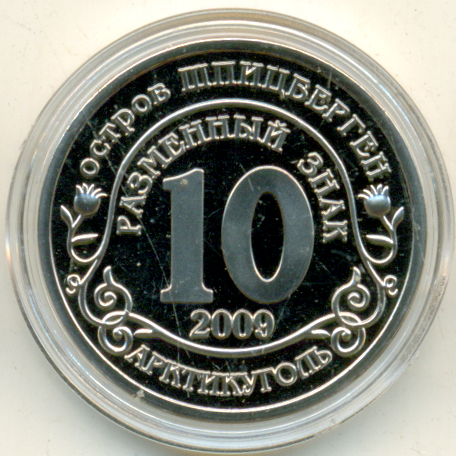 остров ШПИЦБЕРГЕН
РАЗМЕННЫЙ ЗНАК
10
2009
АРКТИКУГОЛЬ